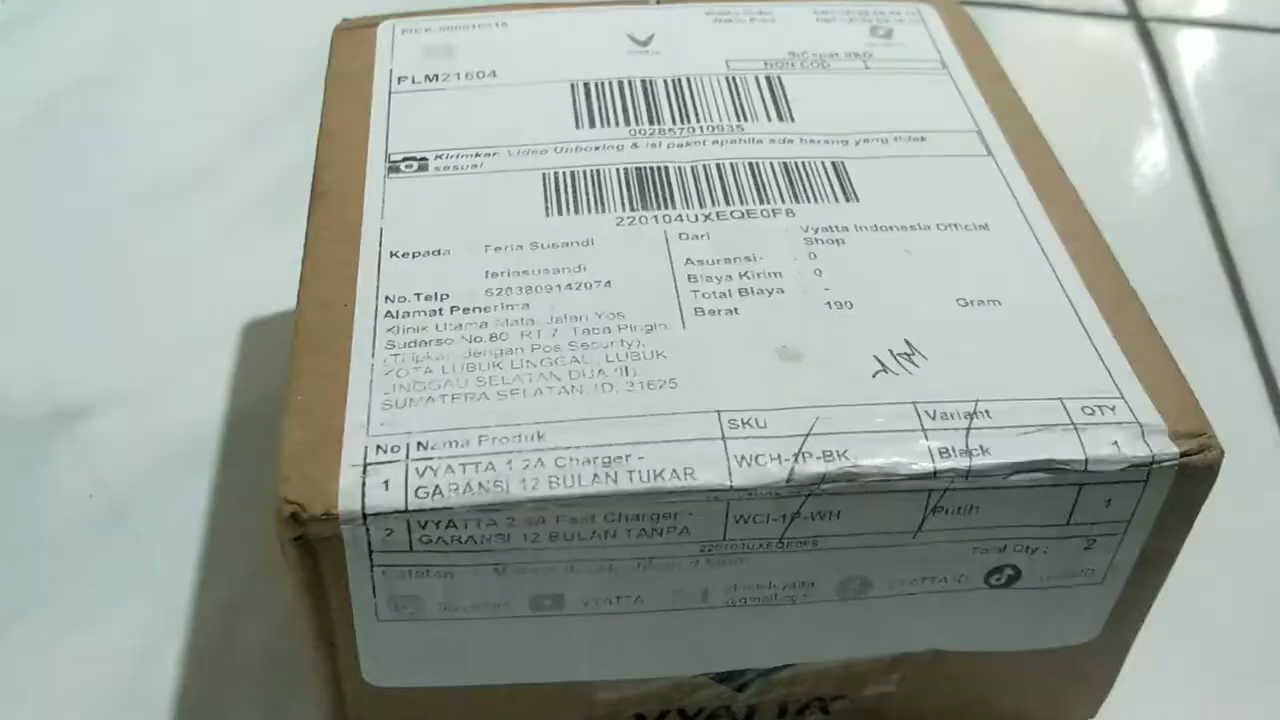 PLM21604
NON COD
002857010935
Kirimkan Video Unboxing & isi paket apabila ada barang yang tidak
sesuai
220104UXEQE0F8
Kepada Feria Susandi
feriasusandi
No.Telp 6283809142074
Alamat Penerima
Klinik Utama Mata, Jalan Yos
Sudarso No.80, RT 7, Taba Pingin,
(Titipkan dengan Pos Security),
KOTA LUBUK LINGGAU, LUBUK
LINGGAU SELATAN DUA (II),
SUMATERA SELATAN, ID, 31625
Dari Vyatta Indonesia Official
Shop
Asuransi 0
Biaya Kirim 0
Total Biaya -
Berat 190 Gram
No Nama Produk SKU Variant QTY
1 VYATTA 1.2A Charger - WCH-1P-BK Black 1
GARANSI 12 BULAN TUKAR
2 VYATTA Fast Charger - WCI-1P-WH Putih 1
GARANSI 12 BULAN TANPA
220104UXEQE0F8
Total Qty : 2
VYATTA
VYATTA.ID
VYATTA